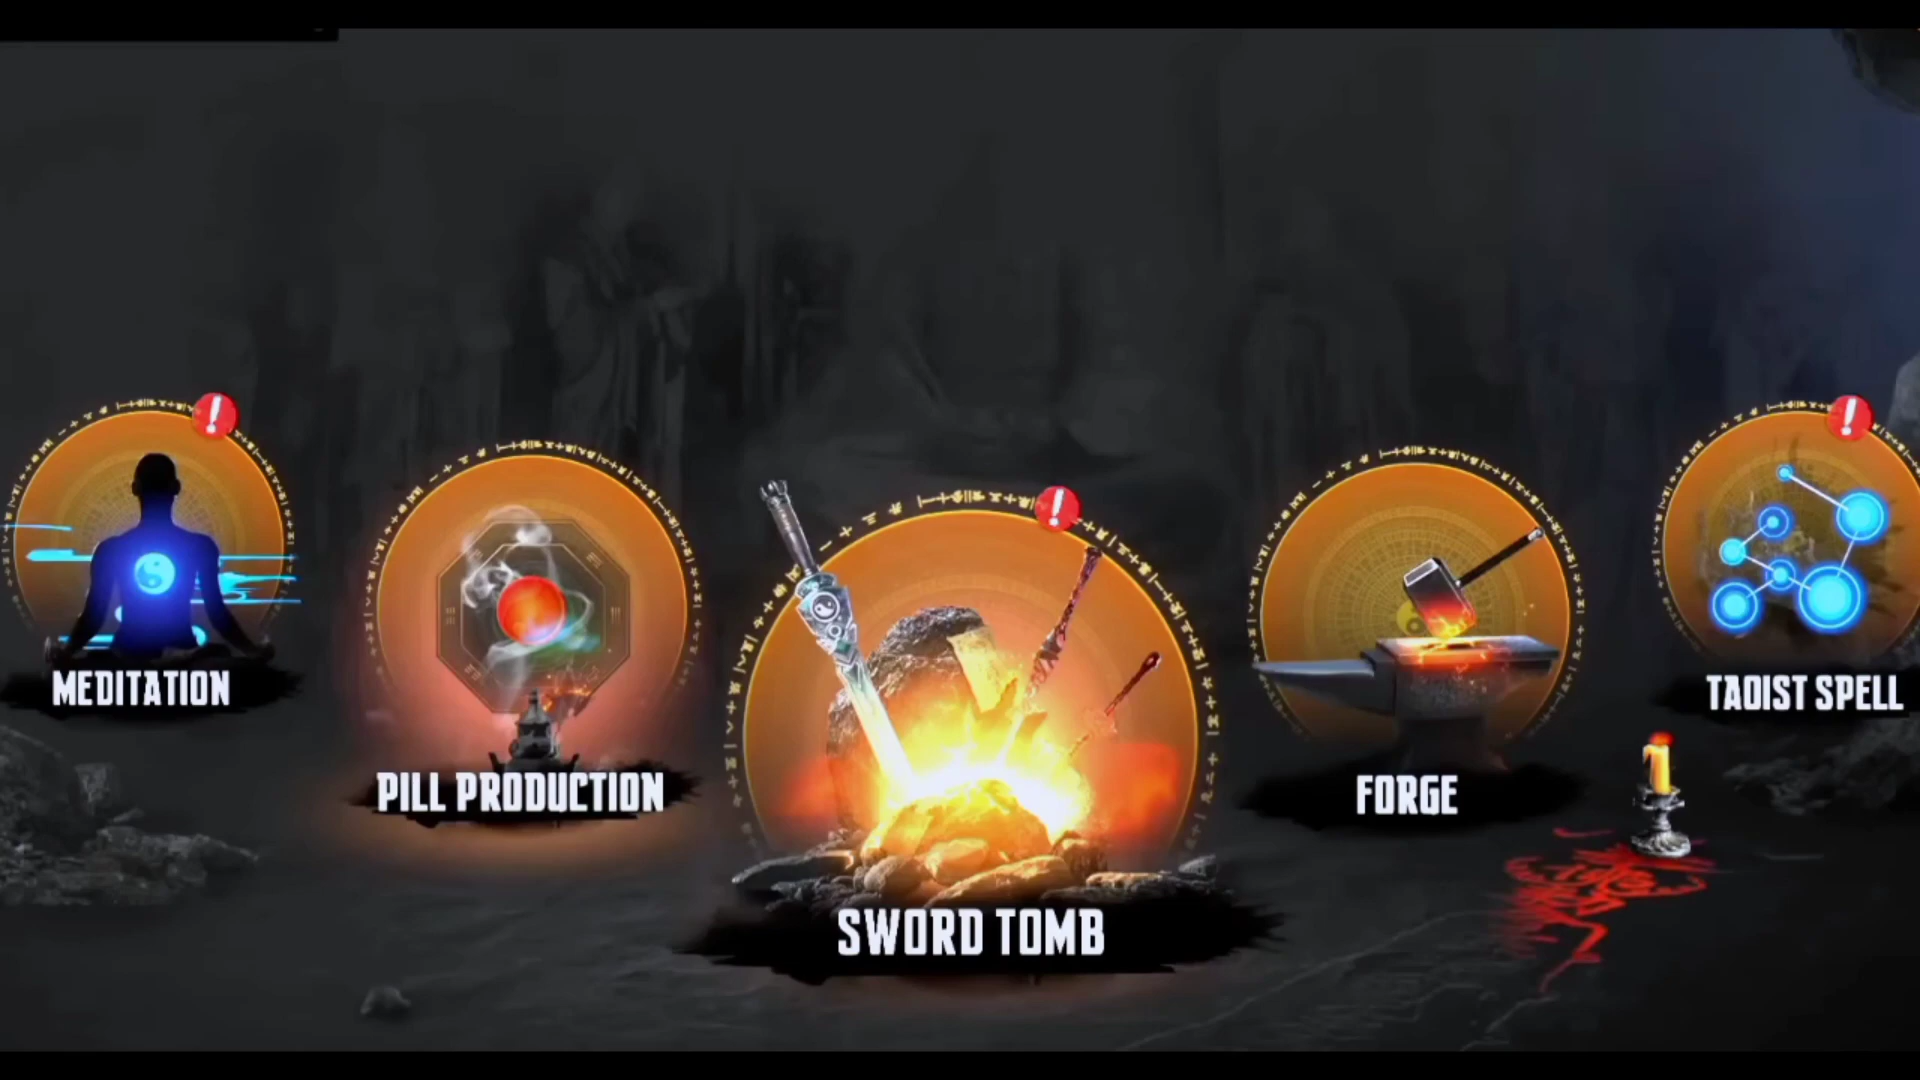 MEDITATION
PILL PRODUCTION
SWORD TOMB
FORGE
TAOIST SPELL